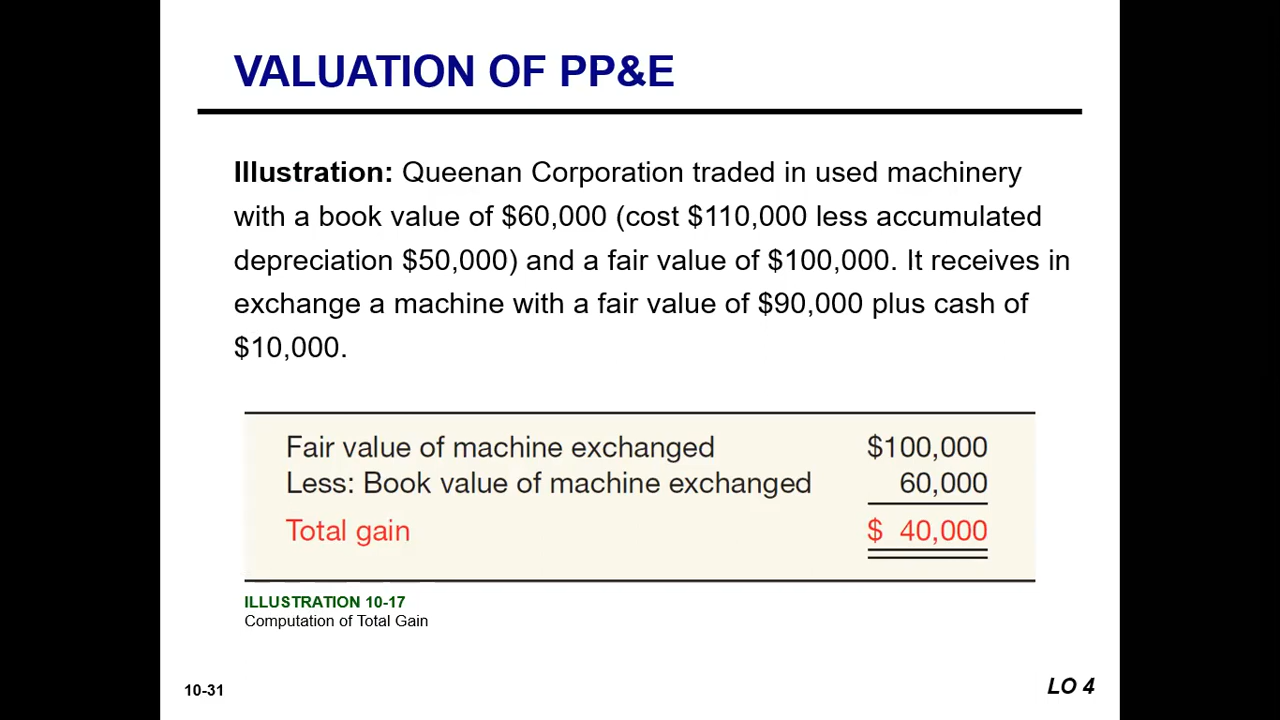 VALUATION OF PP&E
Illustration: Queenan Corporation traded in used machinery
with a book value of $60,000 (cost $110,000 less accumulated
depreciation $50,000) and a fair value of $100,000. It receives in
exchange a machine with a fair value of $90,000 plus cash of
$10,000.
Fair value of machine exchanged $100,000
Less: Book value of machine exchanged 60,000
Total gain $ 40,000
ILLUSTRATION 10-17
Computation of Total Gain
10-31 LO 4